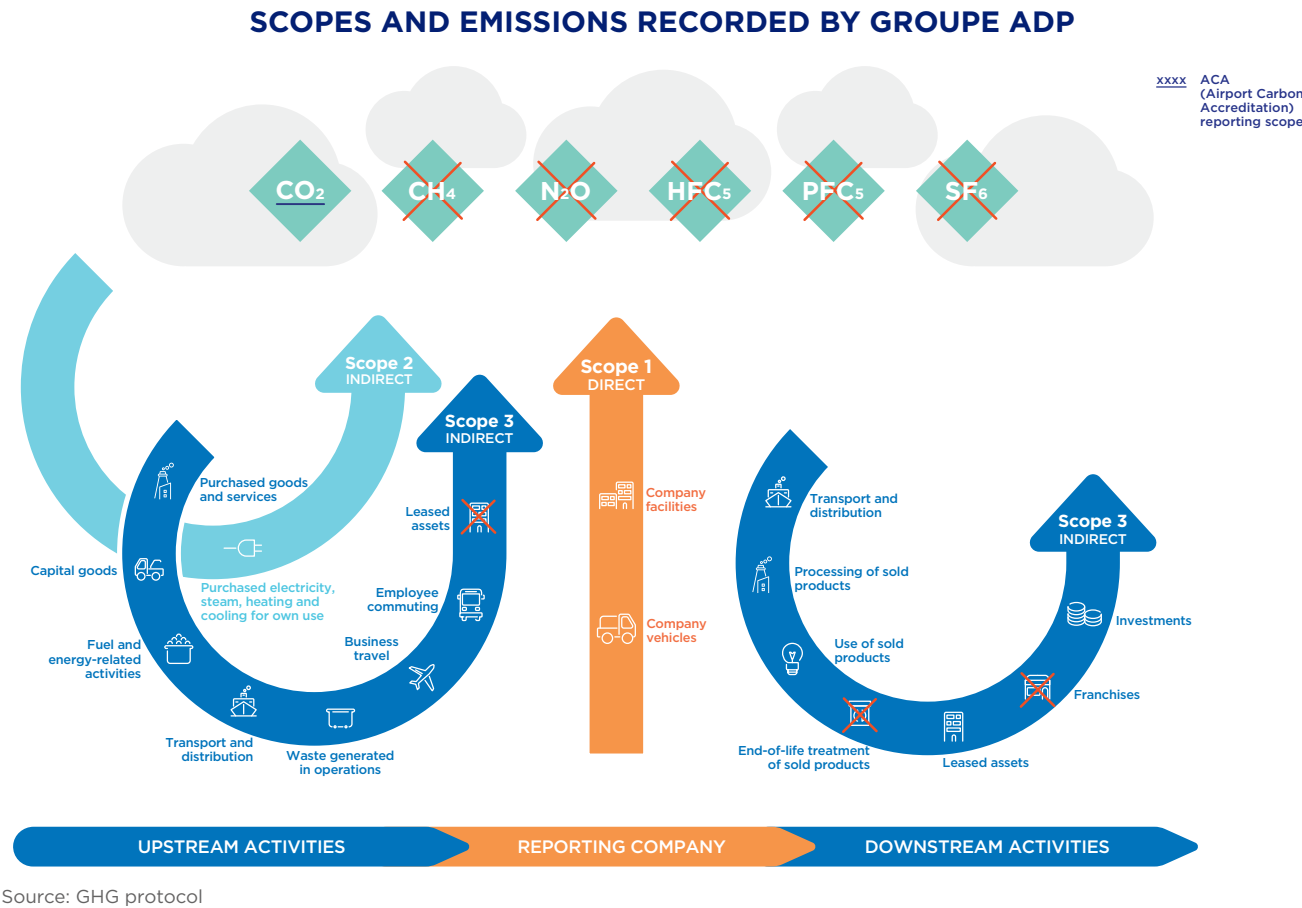 SCOPES AND EMISSIONS RECORDED BY GROUPE ADP
xxxx ACA
(Airport Carbon
Accreditation)
reporting scope
CO2
CH4
N2O
HFC5
PFC5
SF6
Scope 2
INDIRECT
Scope 3
INDIRECT
Scope 1
DIRECT
Scope 3
INDIRECT
Purchased goods
and services
Leased
assets
Capital goods
Purchased electricity,
steam, heating and
cooling for own use
Employee
commuting
Fuel and
energy-related
activities
Business
travel
Transport and
distribution
Waste generated
in operations
Company
facilities
Company
vehicles
Transport and
distribution
Processing of sold
products
Use of sold
products
End-of-life treatment
of sold products
Leased assets
Franchises
Investments
UPSTREAM ACTIVITIES
REPORTING COMPANY
DOWNSTREAM ACTIVITIES
Source: GHG protocol